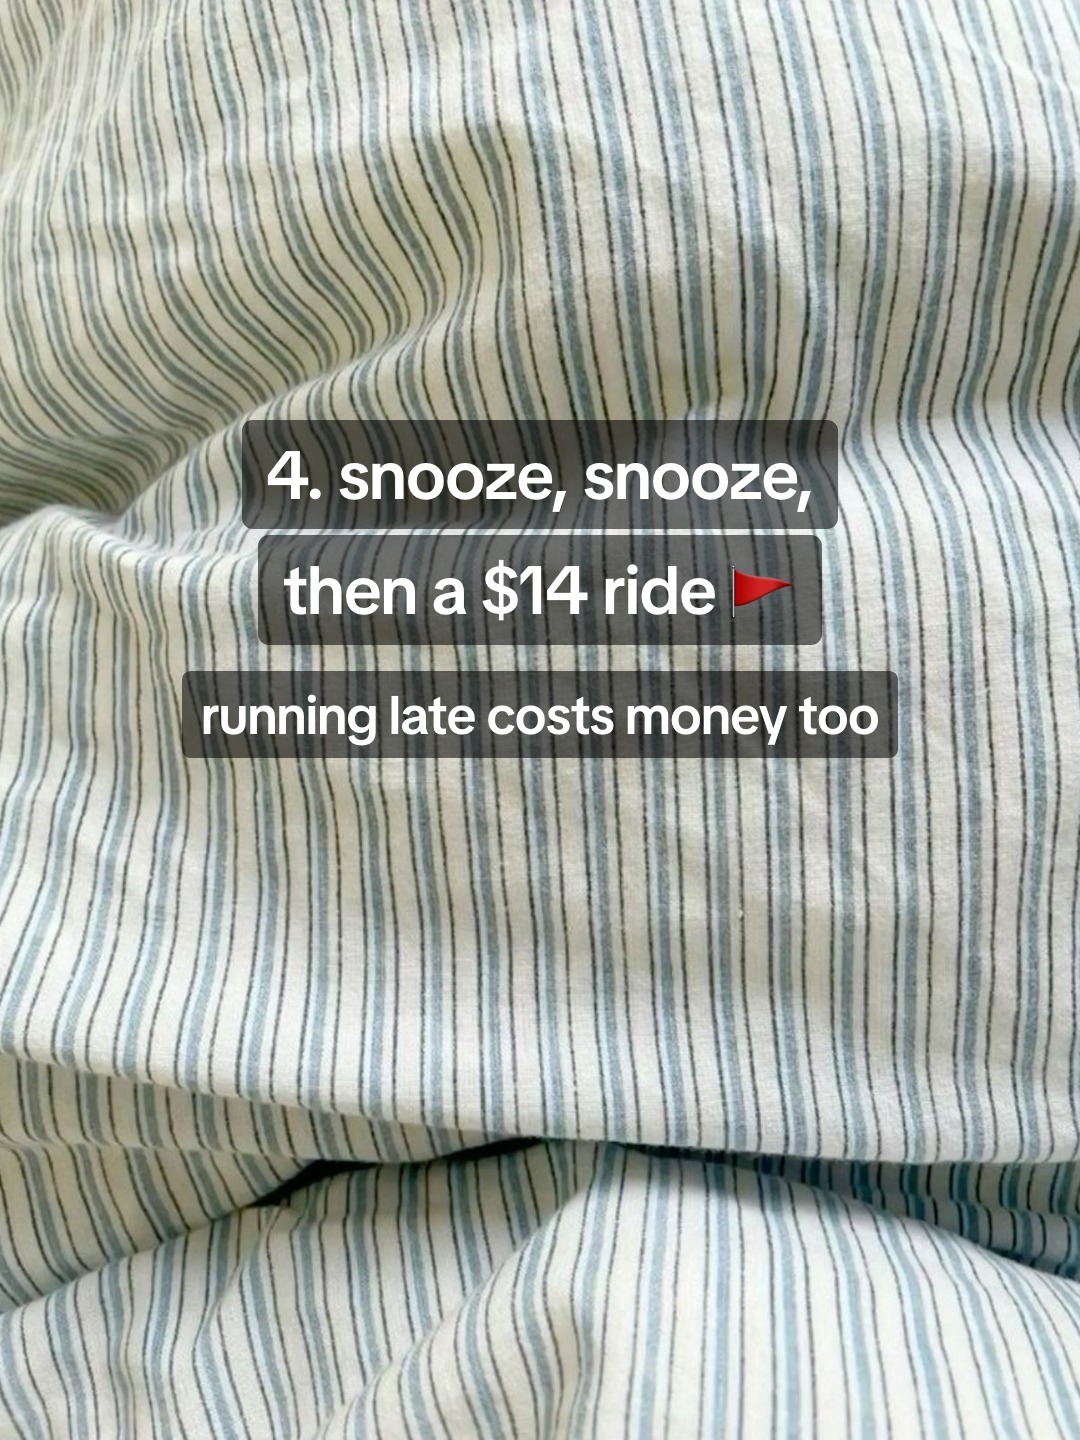 4. snooze, snooze,
then a $14 ride 🚩
running late costs money too